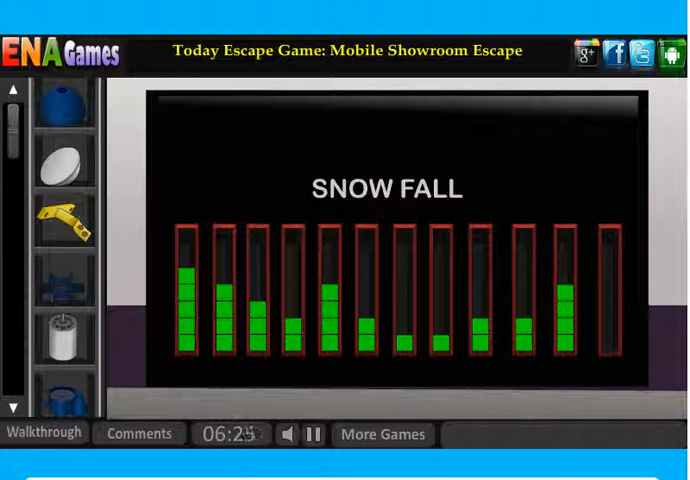 ENA Games
Today Escape Game: Mobile Showroom Escape
g+ f t
SNOW FALL
Walkthrough Comments More Games